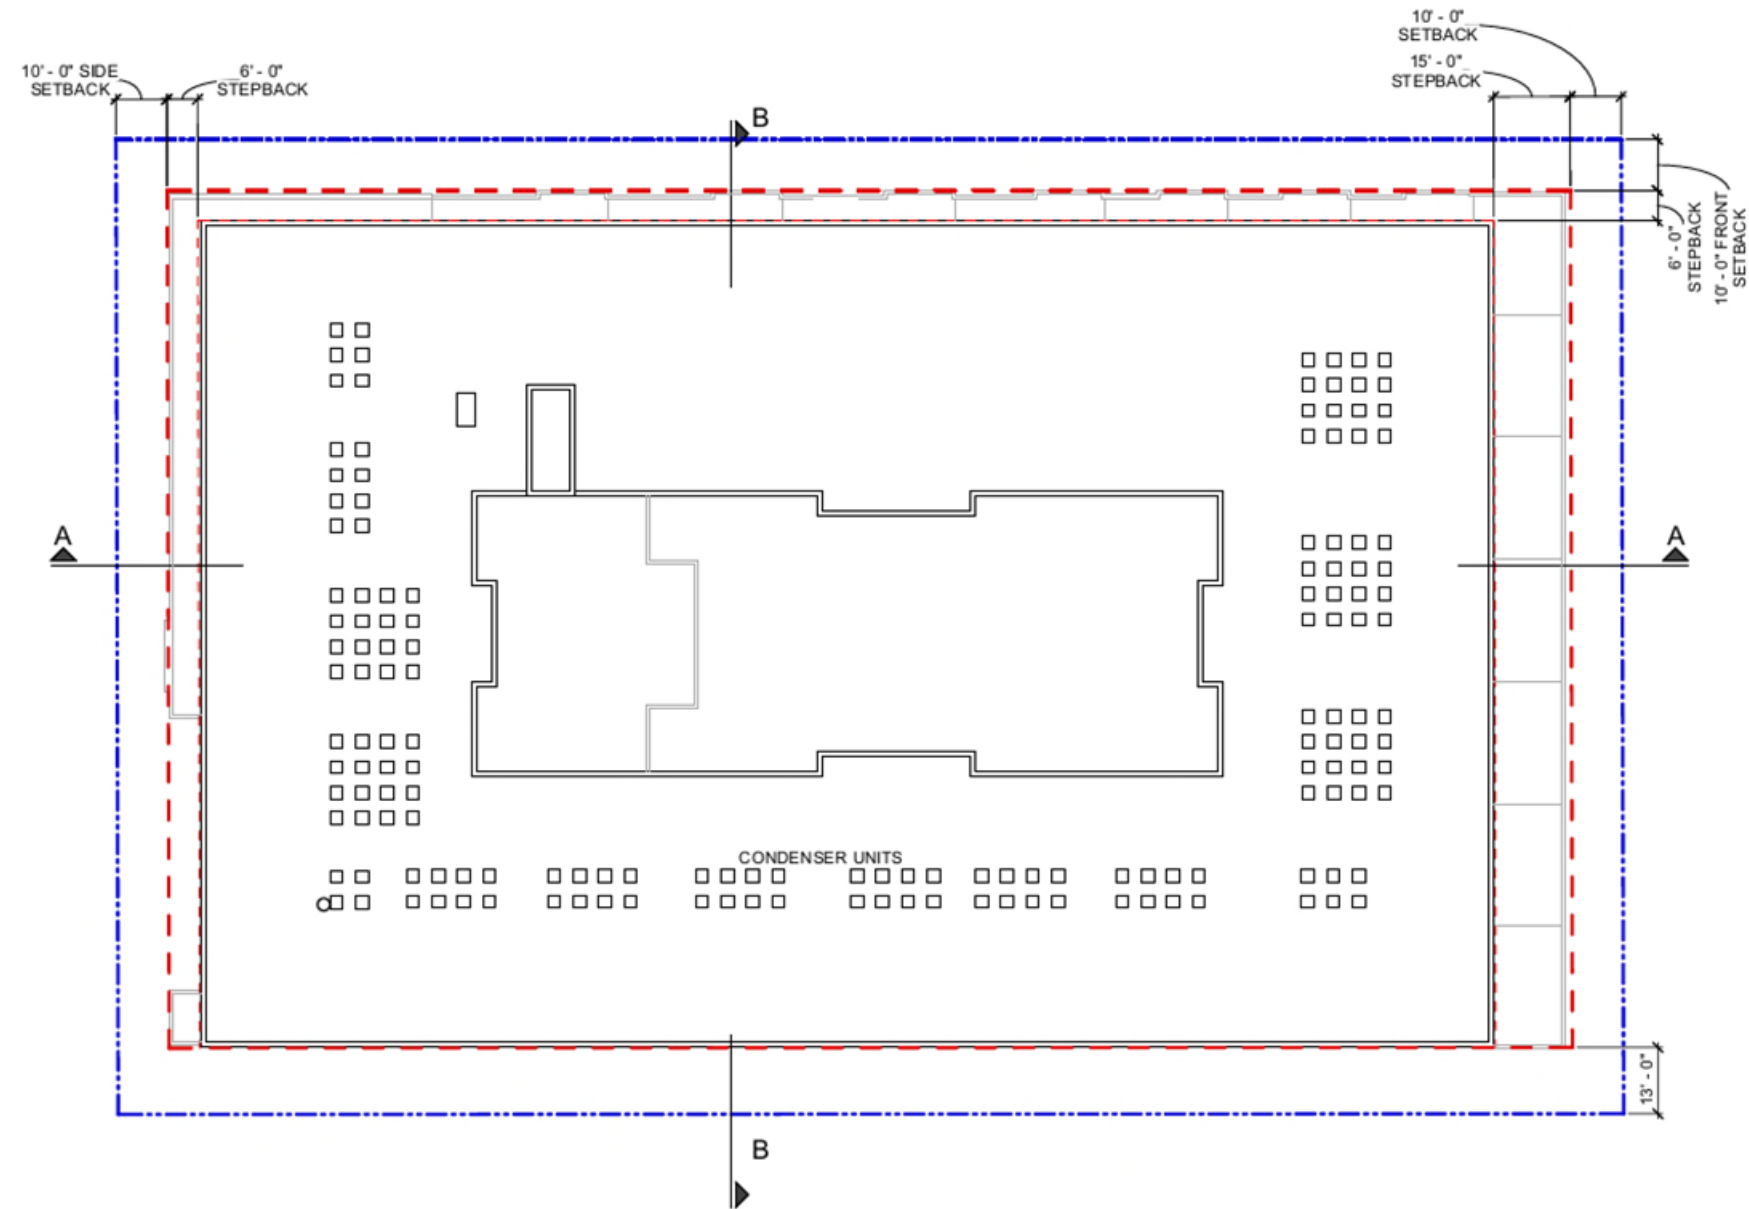 10' - 0"
SETBACK
15' - 0"
STEPBACK
10' - 0" SIDE
SETBACK
6' - 0"
STEPBACK
B
6' - 0"
STEPBACK
10' - 0" FRONT
SETBACK
A
A
CONDENSER UNITS
13' - 0"
B